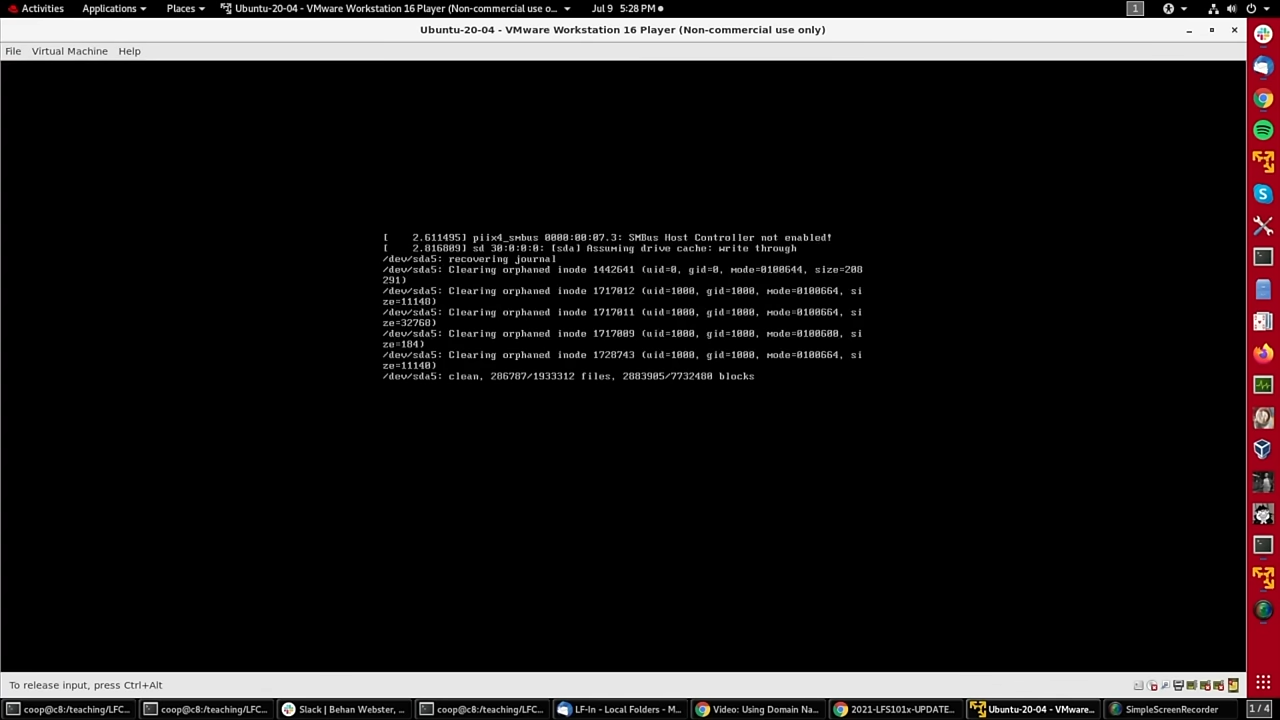 Activities Applications Places Ubuntu-20-04 - VMware Workstation 16 Player (Non-commercial use o... Jul 9 5:28 PM 1
Ubuntu-20-04 - VMware Workstation 16 Player (Non-commercial use only)
File Virtual Machine Help
[    2.611495] piix4_smbus 0000:00:07.3: SMBus Host Controller not enabled!
[    2.816809] sd 30:0:0:0: [sda] Assuming drive cache: write through
/dev/sda5: recovering journal
/dev/sda5: Clearing orphaned inode 1442641 (uid=0, gid=0, mode=0100644, size=208
291)
/dev/sda5: Clearing orphaned inode 1717012 (uid=1000, gid=1000, mode=0100664, si
ze=11148)
/dev/sda5: Clearing orphaned inode 1717011 (uid=1000, gid=1000, mode=0100664, si
ze=32768)
/dev/sda5: Clearing orphaned inode 1717009 (uid=1000, gid=1000, mode=0100600, si
ze=184)
/dev/sda5: Clearing orphaned inode 1728743 (uid=1000, gid=1000, mode=0100664, si
ze=11140)
/dev/sda5: clean, 286787/1933312 files, 2883905/7732480 blocks
To release input, press Ctrl+Alt
coop@c8:/teaching/LFC... coop@c8:/teaching/LFC... Slack | Behan Webster, ... coop@c8:/teaching/LFC... LF-In - Local Folders - M... Video: Using Domain Na... 2021-LFS101x-UPDATE... Ubuntu-20-04 - VMware... SimpleScreenRecorder 1 / 4